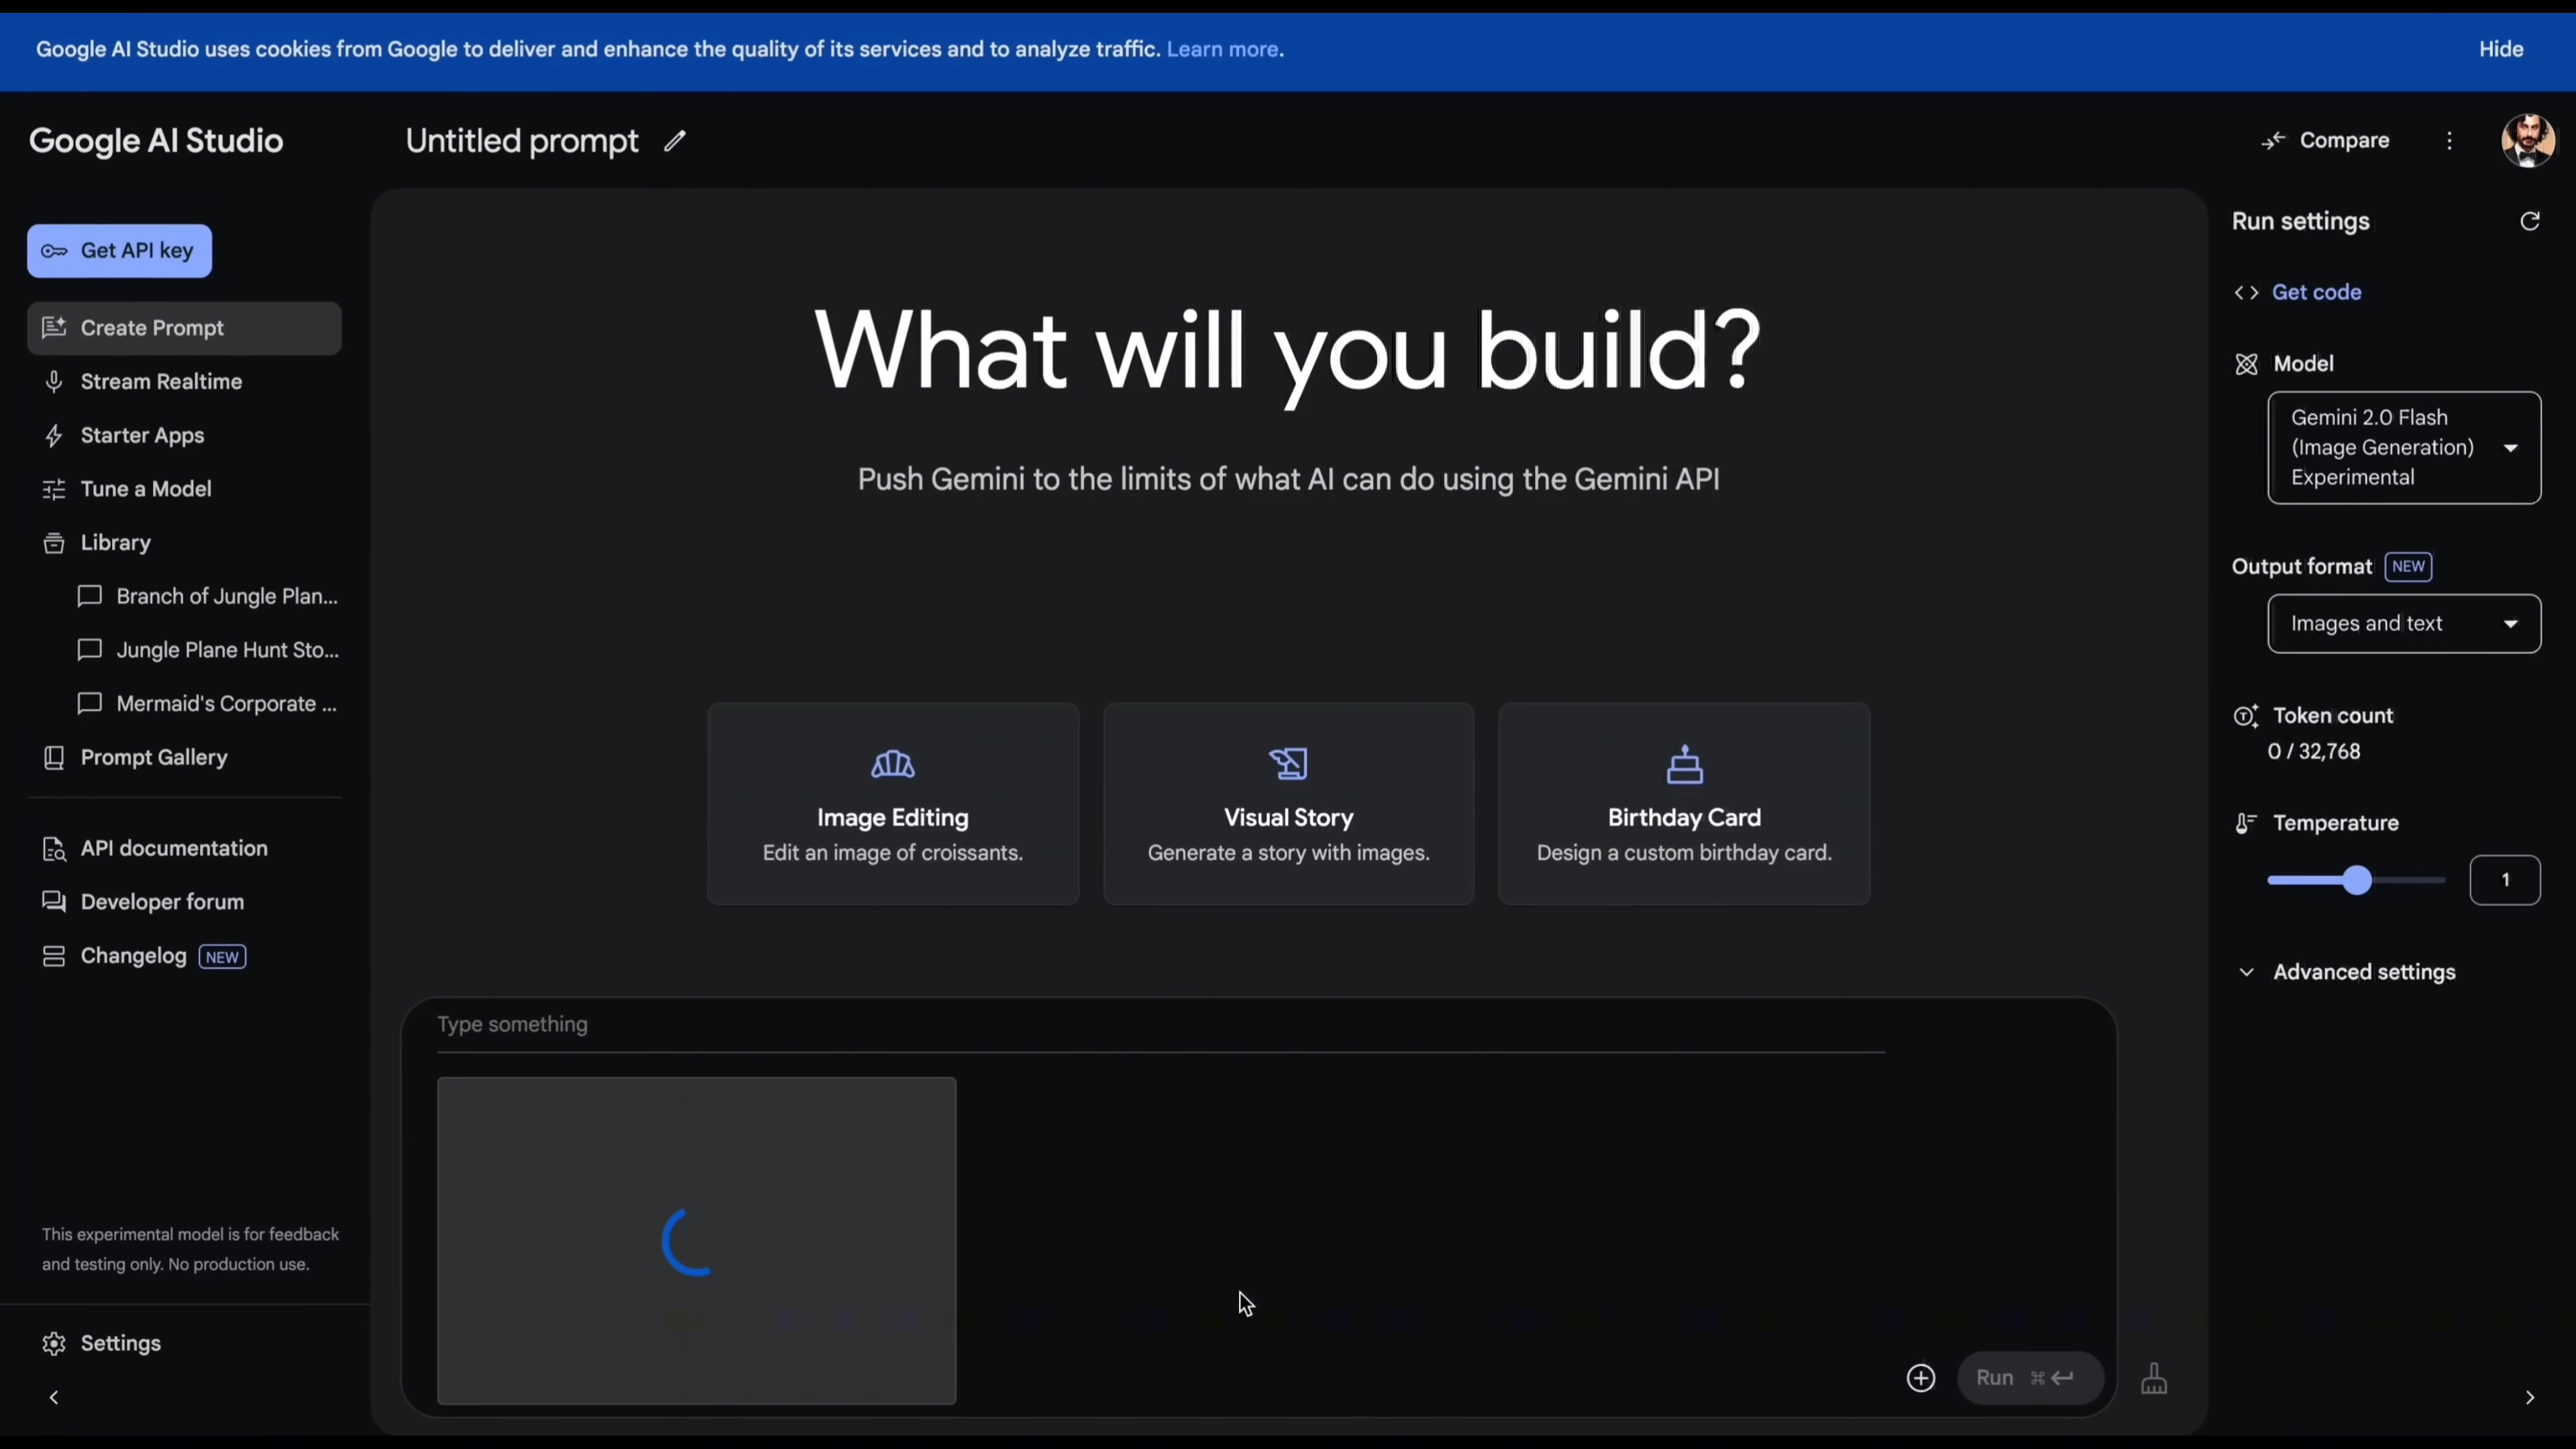 Google AI Studio uses cookies from Google to deliver and enhance the quality of its services and to analyze traffic. Learn more.
Hide
Google AI Studio
Untitled prompt
Compare
Get API key
Create Prompt
Stream Realtime
Starter Apps
Tune a Model
Library
Branch of Jungle Plan...
Jungle Plane Hunt Sto...
Mermaid's Corporate ...
Prompt Gallery
API documentation
Developer forum
Changelog NEW
This experimental model is for feedback
and testing only. No production use.
Settings
What will you build?
Push Gemini to the limits of what AI can do using the Gemini API
Image Editing
Edit an image of croissants.
Visual Story
Generate a story with images.
Birthday Card
Design a custom birthday card.
Type something
Run ⌘↵
Run settings
Get code
Model
Gemini 2.0 Flash
(Image Generation)
Experimental
Output format NEW
Images and text
Token count
0 / 32,768
Temperature
1
Advanced settings